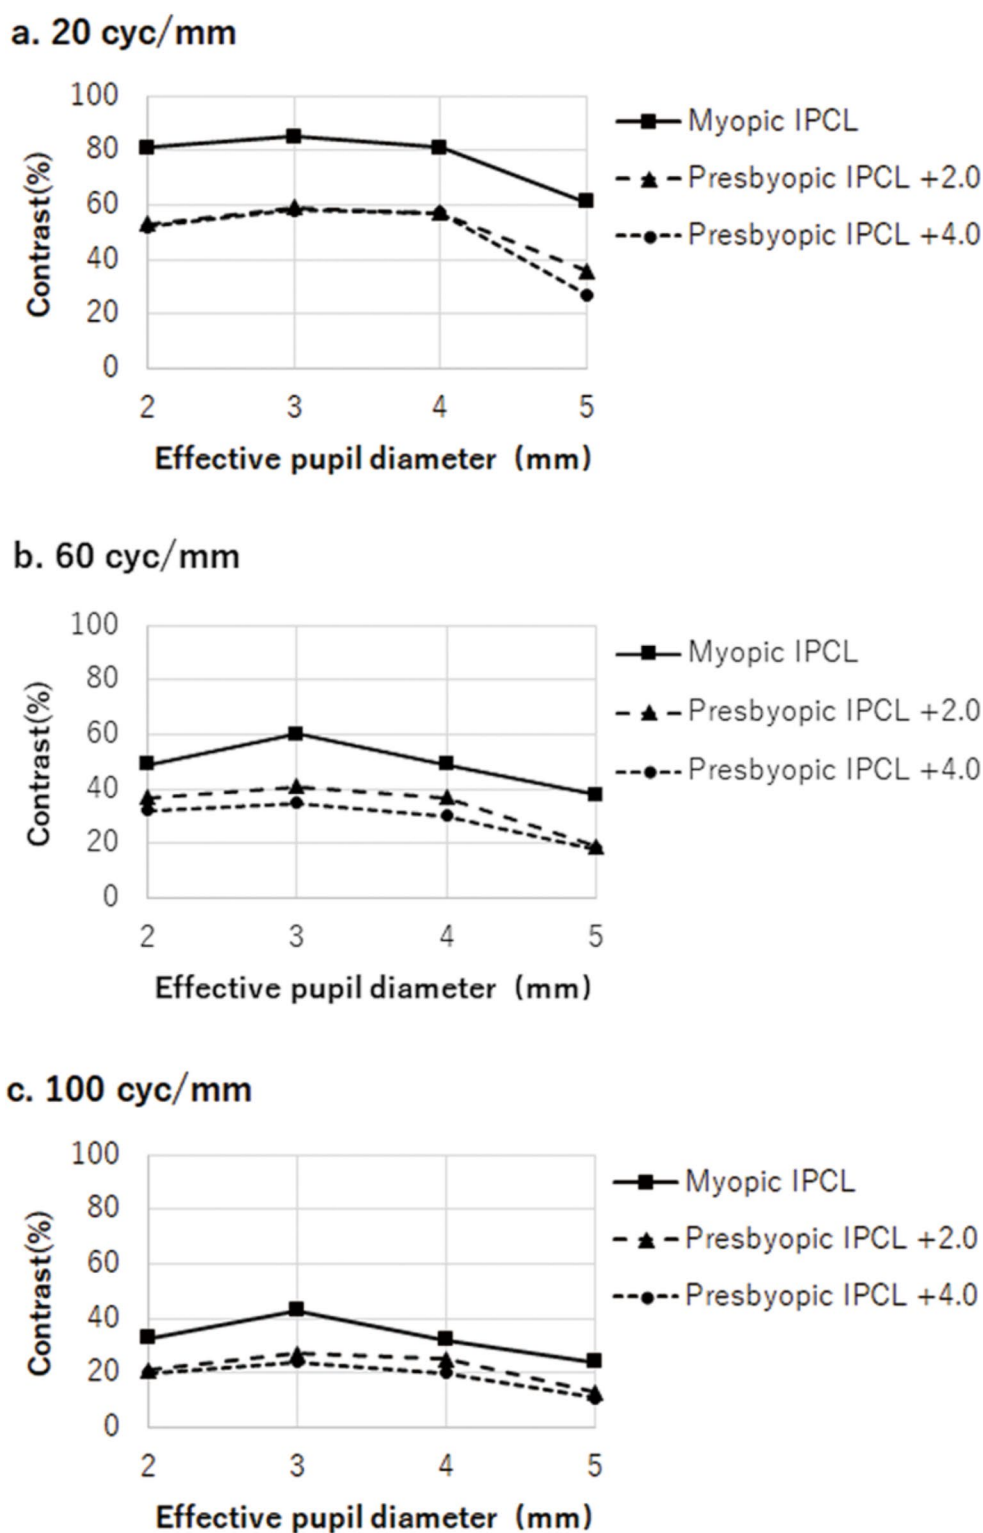 a. 20 cyc/mm
100
80
60
40
20
0
Contrast(%)
2 3 4 5
Effective pupil diameter (mm)
Myopic IPCL
Presbyopic IPCL +2.0
Presbyopic IPCL +4.0
b. 60 cyc/mm
100
80
60
40
20
0
Contrast(%)
2 3 4 5
Effective pupil diameter (mm)
Myopic IPCL
Presbyopic IPCL +2.0
Presbyopic IPCL +4.0
c. 100 cyc/mm
100
80
60
40
20
0
Contrast(%)
2 3 4 5
Effective pupil diameter (mm)
Myopic IPCL
Presbyopic IPCL +2.0
Presbyopic IPCL +4.0